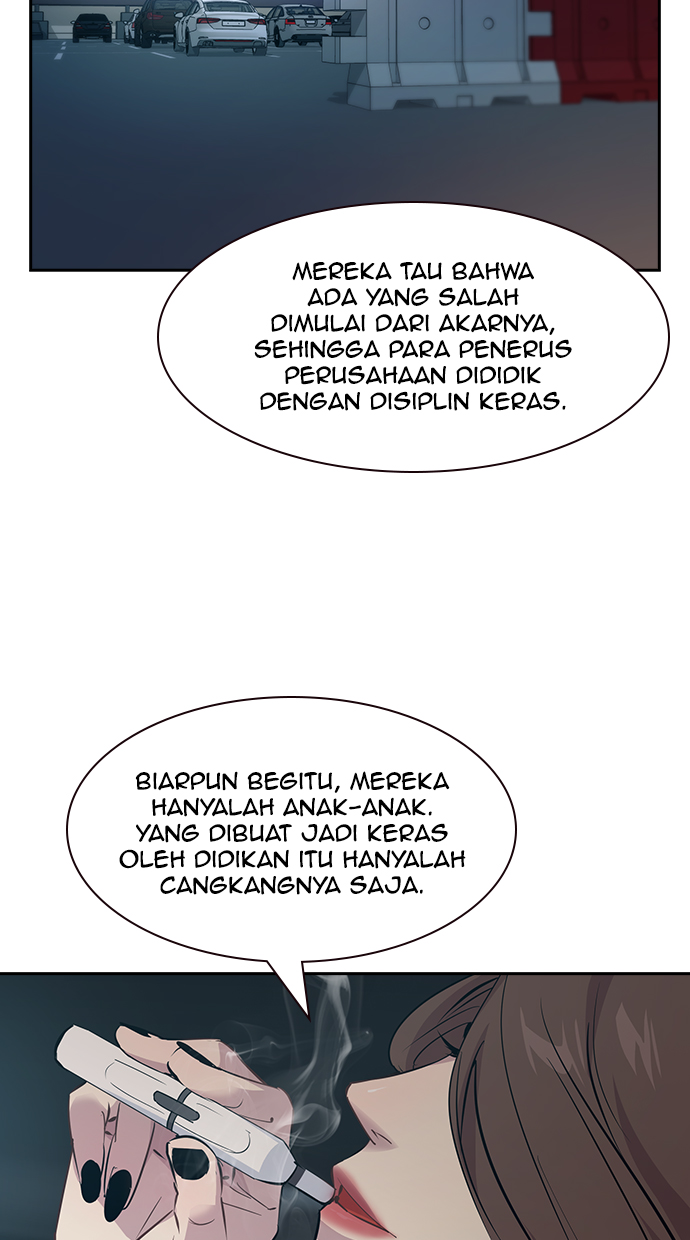 MEREKA TAU BAHWA
ADA YANG SALAH
DIMULAI DARI AKARNYA,
SEHINGGA PARA PENERUS
PERUSAHAAN DIDIDIK
DENGAN DISIPLIN KERAS.
BIARPUN BEGITU, MEREKA
HANYALAH ANAK-ANAK.
YANG DIBUAT JADI KERAS
OLEH DIDIKAN ITU HANYALAH
CANGKANGNYA SAJA.